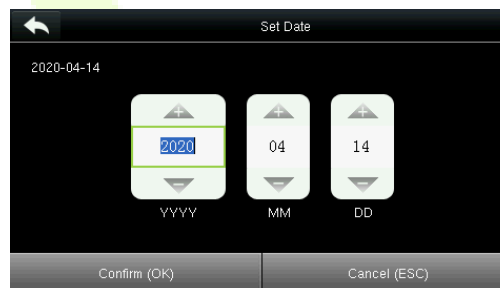 Set Date
2020-04-14
2020 04 14
YYYY MM DD
Confirm (OK) Cancel (ESC)